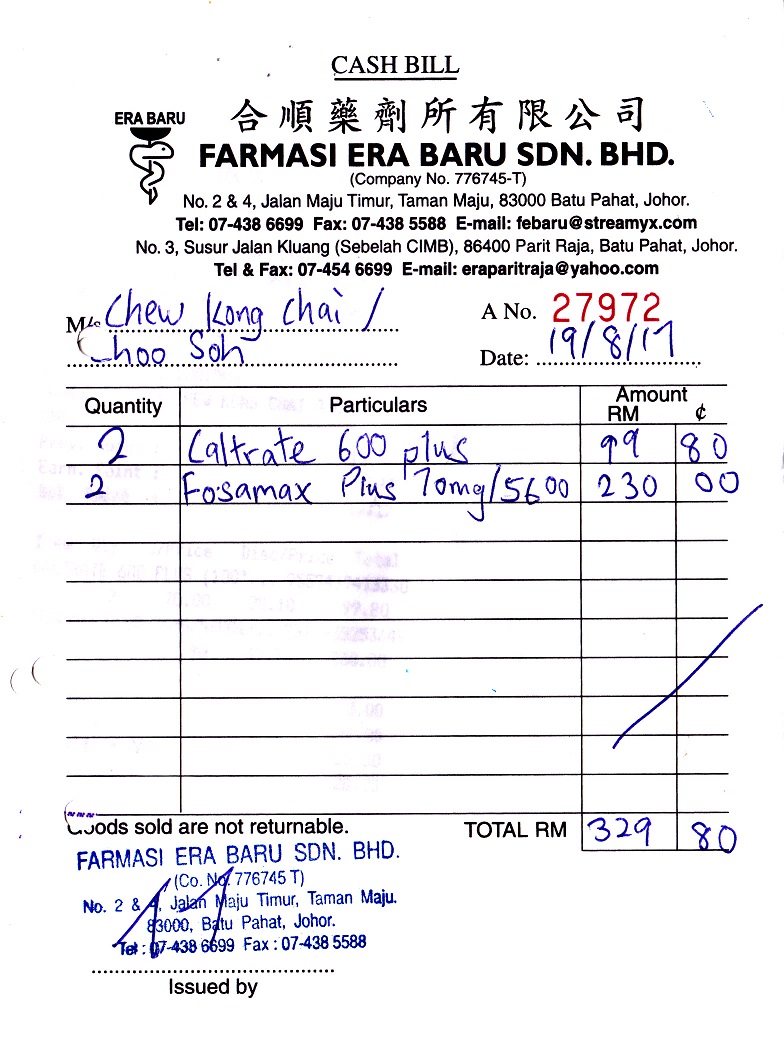 CASH BILL
ERA BARU
合順藥劑所有限公司
FARMASI ERA BARU SDN. BHD.
(Company No. 776745-T)
No. 2 & 4, Jalan Maju Timur, Taman Maju, 83000 Batu Pahat, Johor.
Tel: 07-438 6699 Fax: 07-438 5588 E-mail: febaru@streamyx.com
No. 3, Susur Jalan Kluang (Sebelah CIMB), 86400 Parit Raja, Batu Pahat, Johor.
Tel & Fax: 07-454 6699 E-mail: eraparitraja@yahoo.com
M/s Chew Kong Chai / A No. 27972
Choo Soh Date: 19/8/17
Quantity Particulars Amount
RM ¢
2 Caltrate 600 plus 99 80
2 Fosamax Plus 70mg/5600 230 00
Goods sold are not returnable. TOTAL RM 329 80
FARMASI ERA BARU SDN. BHD.
(Co. No. 776745 T)
No. 2 & 4, Jalan Maju Timur, Taman Maju.
83000, Batu Pahat, Johor.
Tel : 07-438 6699 Fax : 07-438 5588
Issued by